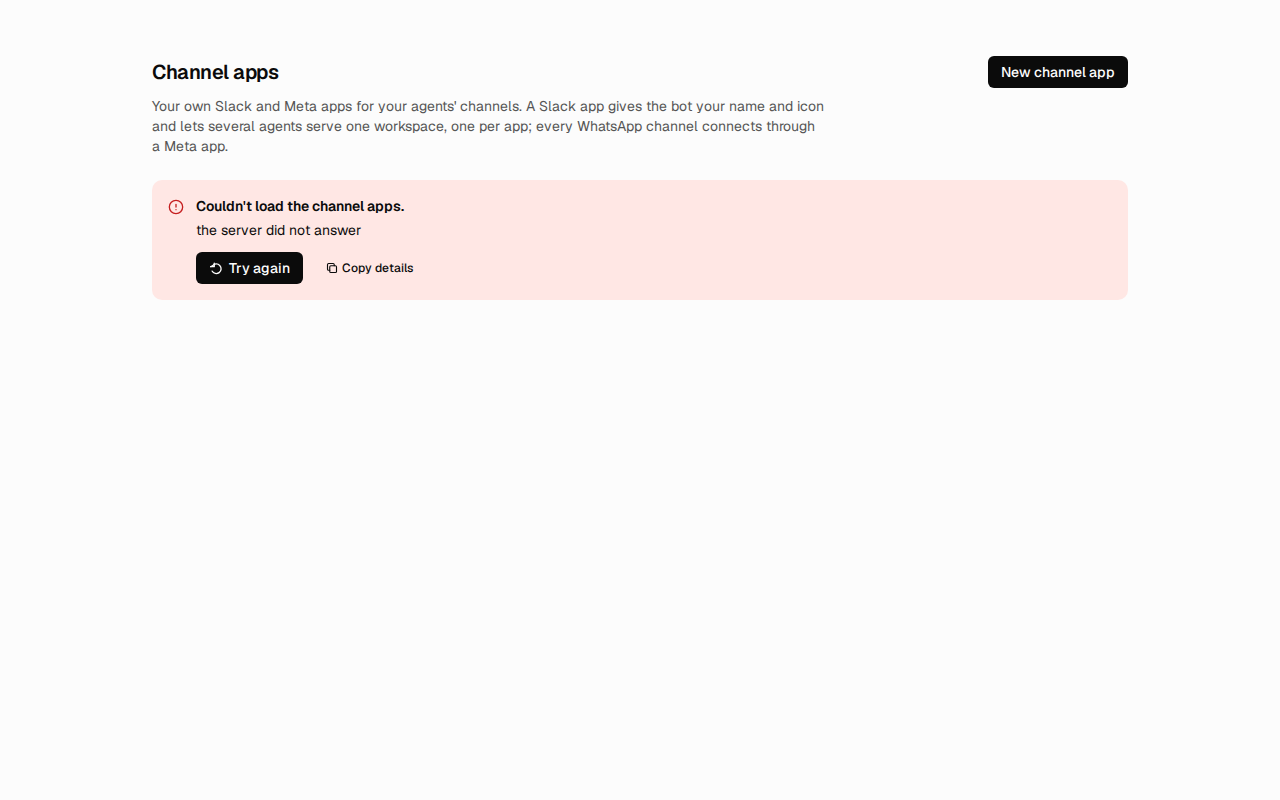 Channel apps
New channel app
Your own Slack and Meta apps for your agents' channels. A Slack app gives the bot your name and icon
and lets several agents serve one workspace, one per app; every WhatsApp channel connects through
a Meta app.
Couldn't load the channel apps.
the server did not answer
Try again
Copy details